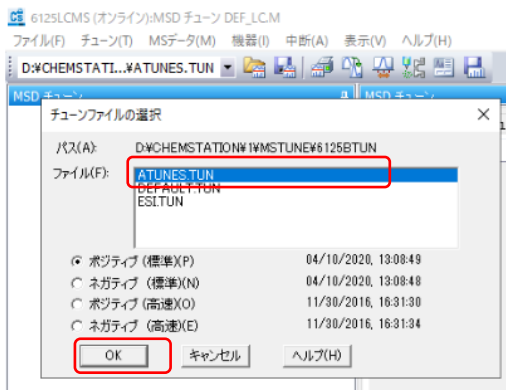 6125LCMS (オンライン):MSD チューン DEF_LC.M
ファイル(F) チューン(T) MSデータ(M) 機器(I) 中断(A) 表示(V) ヘルプ(H)
D:¥CHEMSTATI...¥ATUNES.TUN
MSD チューン MSD チューン
チューンファイルの選択
パス(A): D:¥CHEMSTATION¥1¥MSTUNE¥6125BTUN
ファイル(F): ATUNES.TUN
DEFAULT.TUN
ESI.TUN
ポジティブ (標準)(P) 04/10/2020, 13:08:49
ネガティブ (標準)(N) 04/10/2020, 13:08:48
ポジティブ (高速)(O) 11/30/2016, 16:31:30
ネガティブ (高速)(E) 11/30/2016, 16:31:34
OK キャンセル ヘルプ(H)